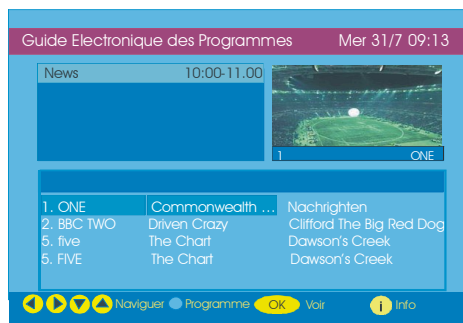 Guide Electronique des Programmes Mer 31/7 09:13
News 10:00-11.00
1 ONE
1. ONE Commonwealth ... Nachrighten
2. BBC TWO Driven Crazy Clifford The Big Red Dog
5. five The Chart Dawson's Creek
5. FIVE The Chart Dawson's Creek
Naviguer Programme OK Voir i Info